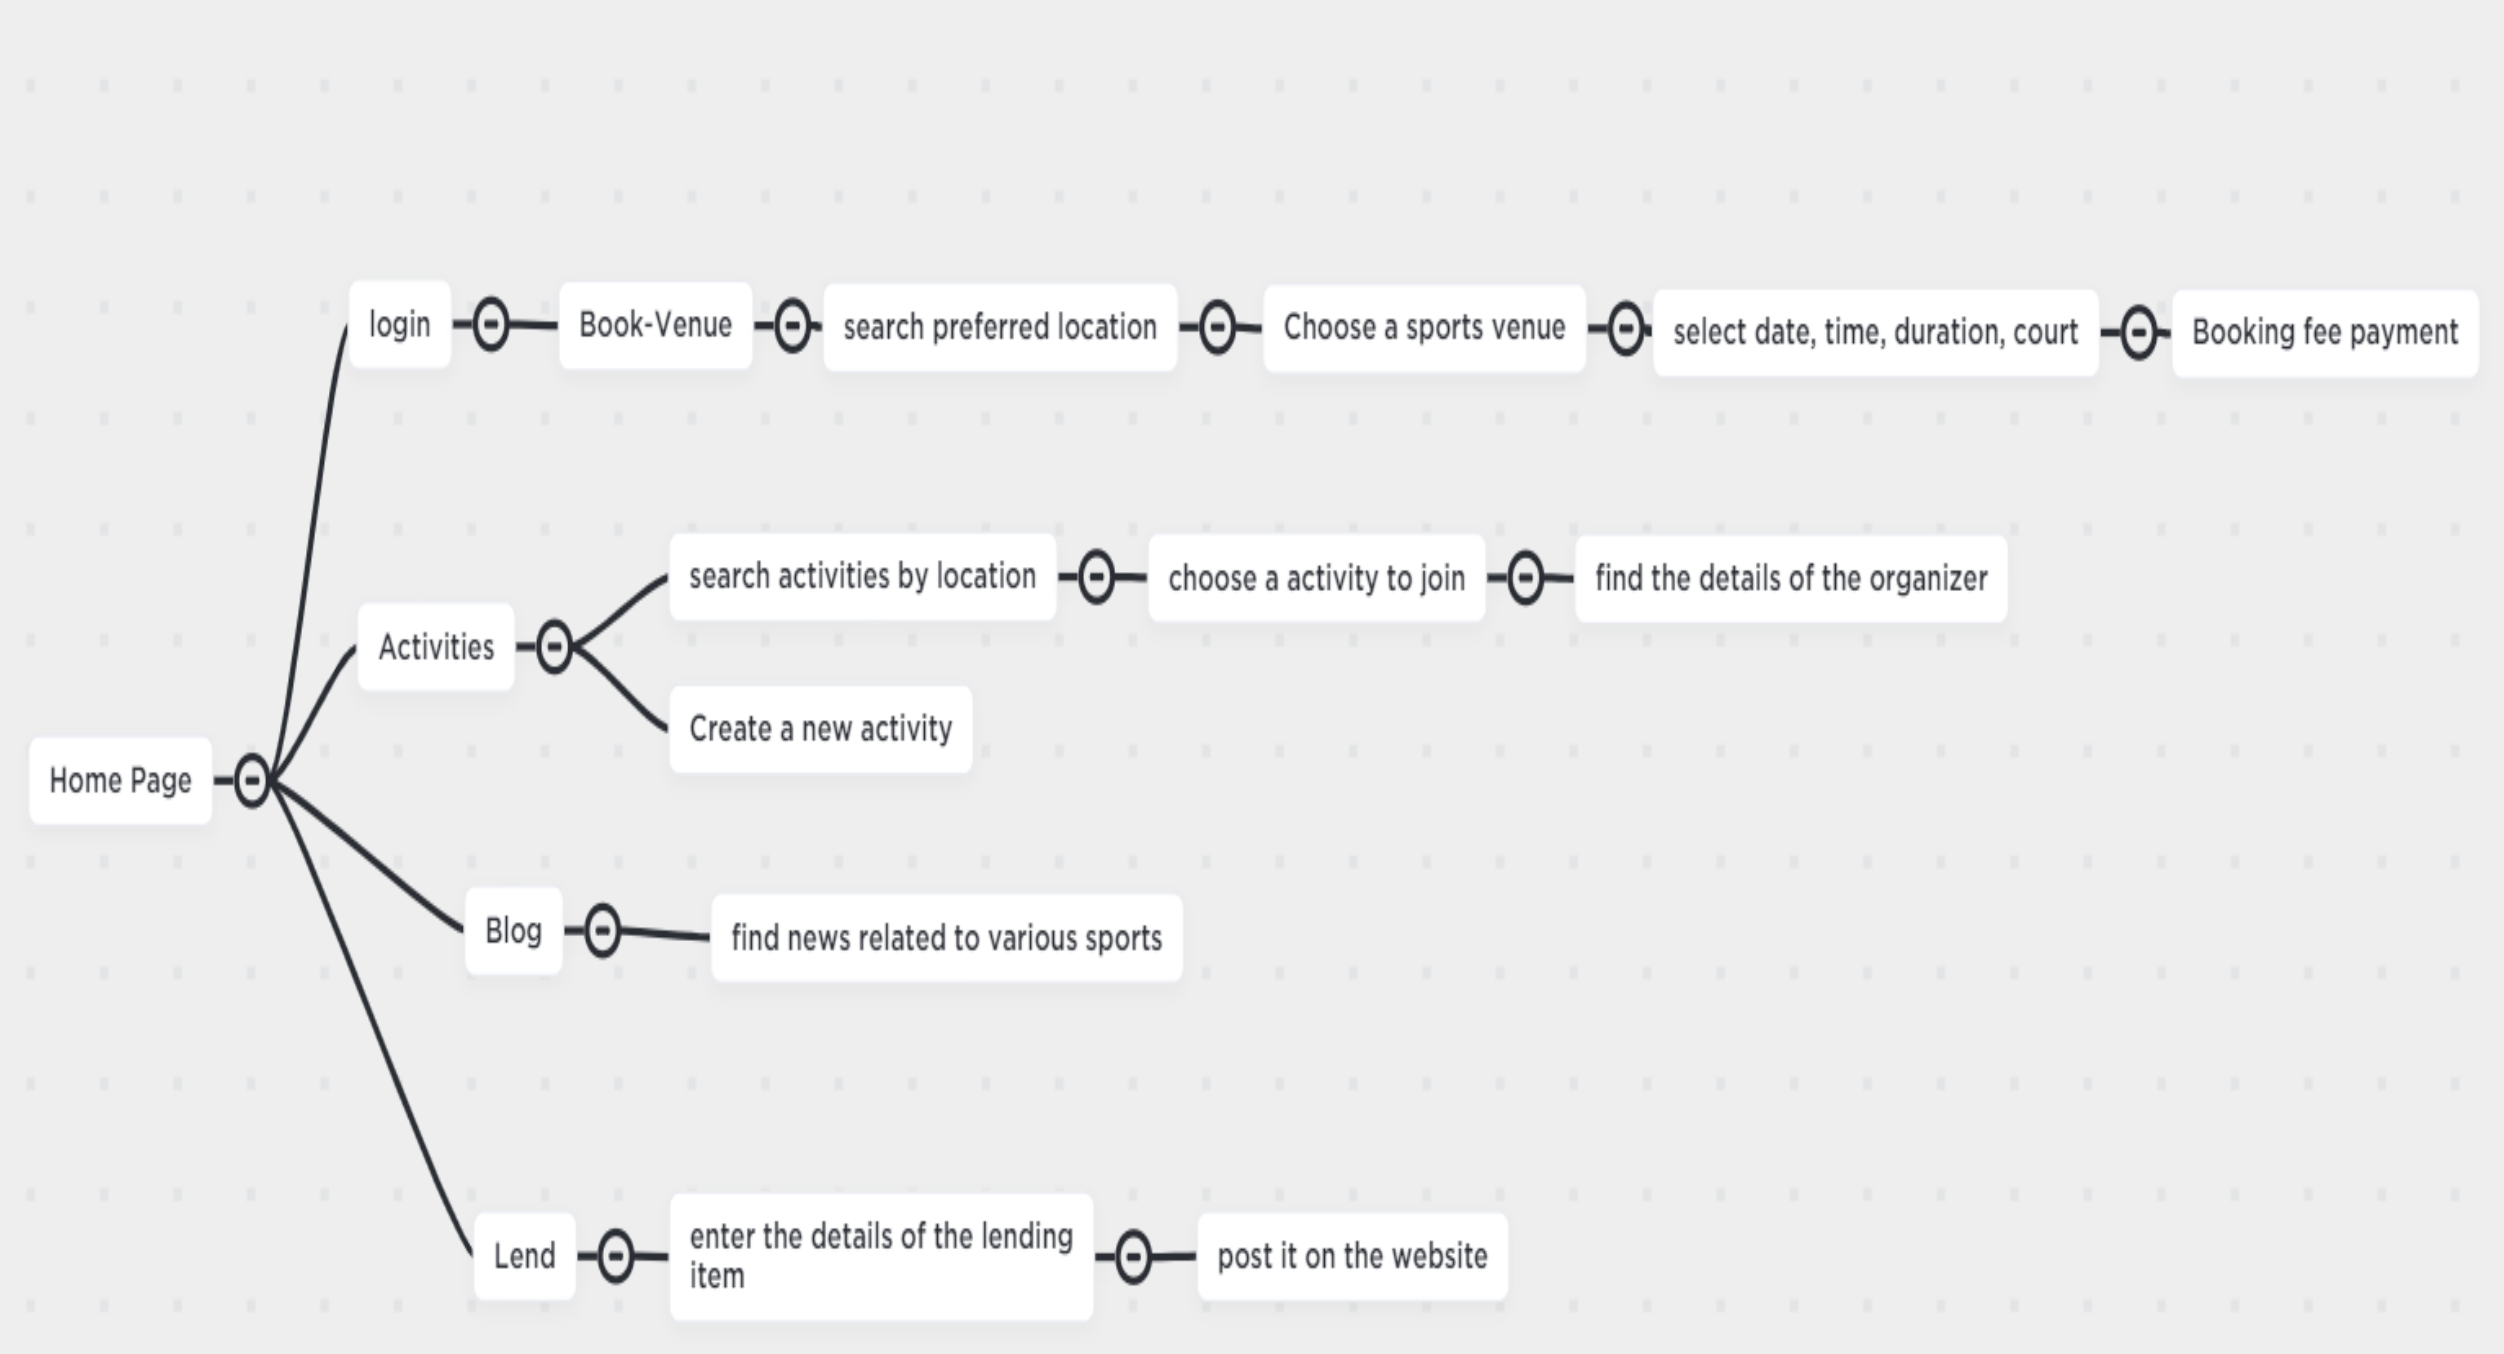 login
Book-Venue
search preferred location
Choose a sports venue
select date, time, duration, court
Booking fee payment
search activities by location
choose a activity to join
find the details of the organizer
Activities
Create a new activity
Home Page
Blog
find news related to various sports
Lend
enter the details of the lending
item
post it on the website